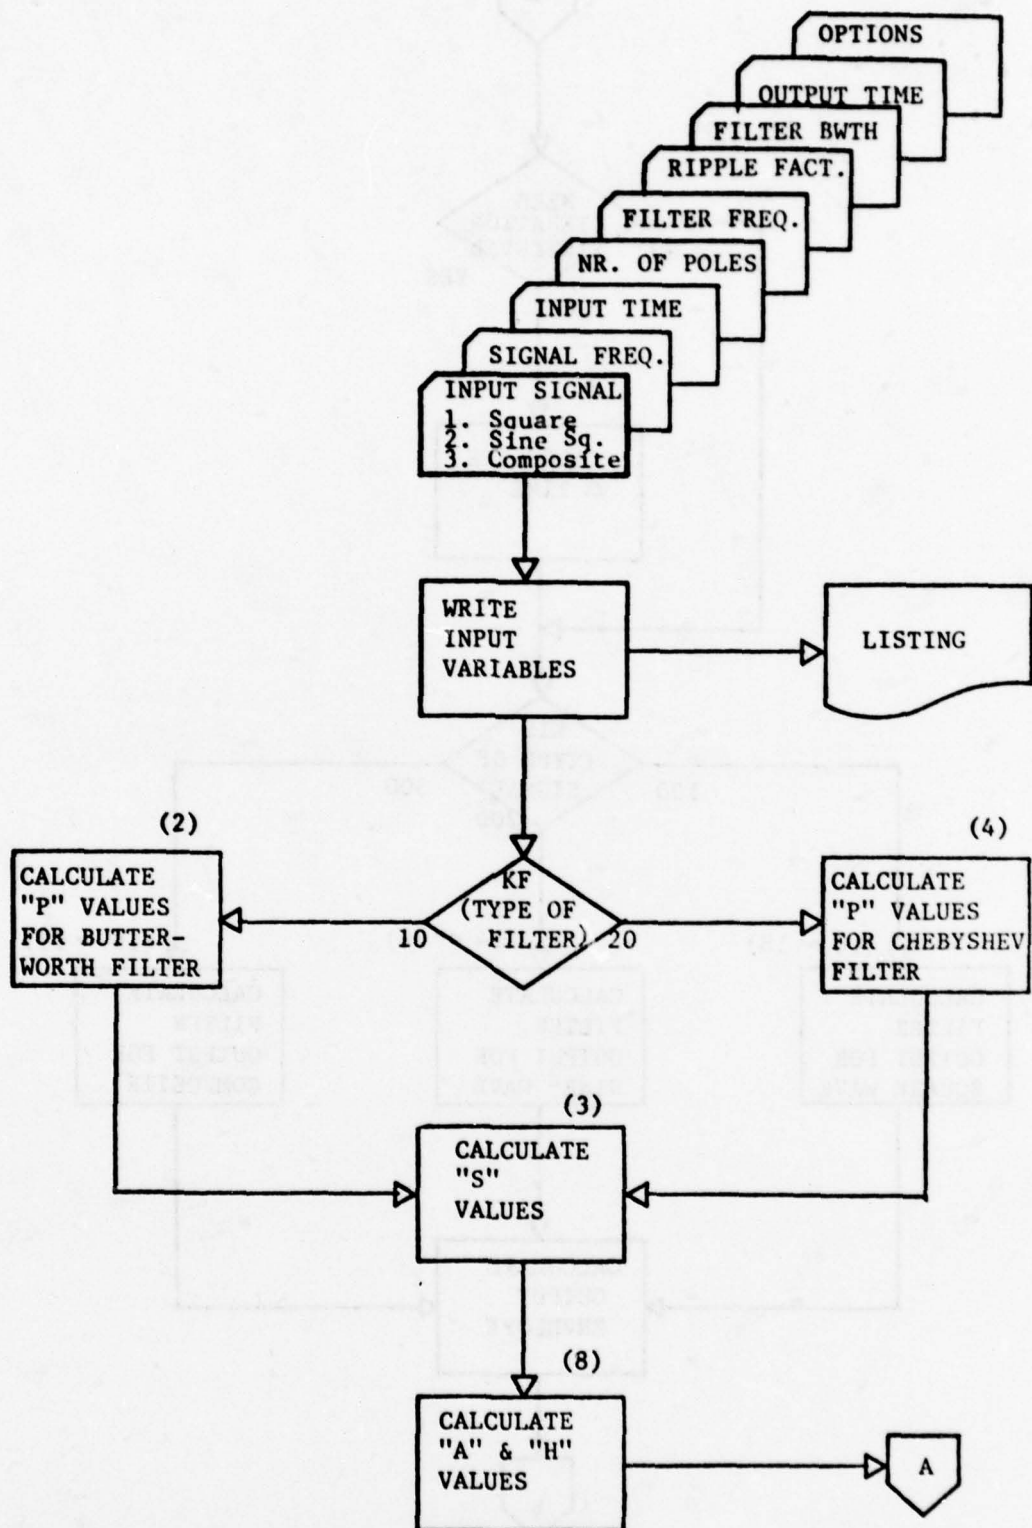 OPTIONS
OUTPUT TIME
FILTER BWTH
RIPPLE FACT.
FILTER FREQ.
NR. OF POLES
INPUT TIME
SIGNAL FREQ.
INPUT SIGNAL
1. Square
2. Sine Sq.
3. Composite
WRITE
INPUT
VARIABLES
LISTING
(2)
CALCULATE
"P" VALUES
FOR BUTTER-
WORTH FILTER
KF
(TYPE OF
FILTER)
10
20
(4)
CALCULATE
"P" VALUES
FOR CHEBYSHEV
FILTER
(3)
CALCULATE
"S"
VALUES
(8)
CALCULATE
"A" & "H"
VALUES
A